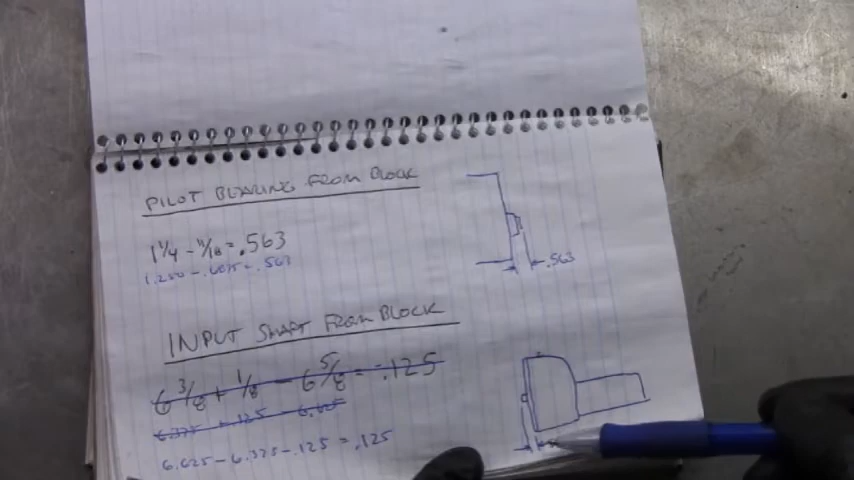 PILOT BEARING FROM BLOCK
1 1/4 - 11/16 = .563
1.250 - .6875 = .563
.563
INPUT SHAFT FROM BLOCK
6 3/8 + 1/8 - 6 5/8 = -.125
6.375 + .125 - 6.625
6.625 - 6.375 - .125 = .125